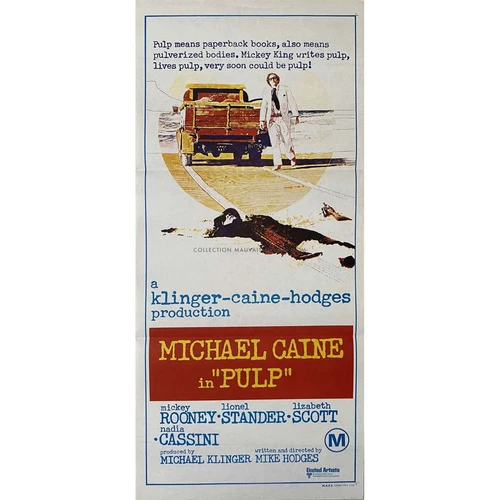 Pulp means paperback books, also means
pulverized bodies. Mickey King writes pulp,
lives pulp, very soon could be pulp!
COLLECTION
a
klinger-caine-hodges
production
MICHAEL CAINE
in "PULP"
mickey lionel lizabeth
ROONEY·STANDER·SCOTT
nadia
·CASSINI
produced by written and directed by
MICHAEL KLINGER MIKE HODGES
M
United Artists